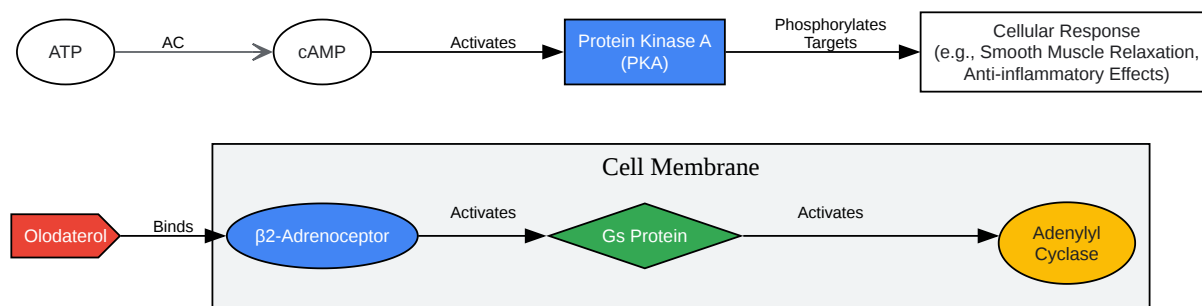 ATP
AC
cAMP
Activates
Protein Kinase A
(PKA)
Phosphorylates
Targets
Cellular Response
(e.g., Smooth Muscle Relaxation,
Anti-inflammatory Effects)
Cell Membrane
Olodaterol
Binds
β2-Adrenoceptor
Activates
Gs Protein
Activates
Adenylyl
Cyclase